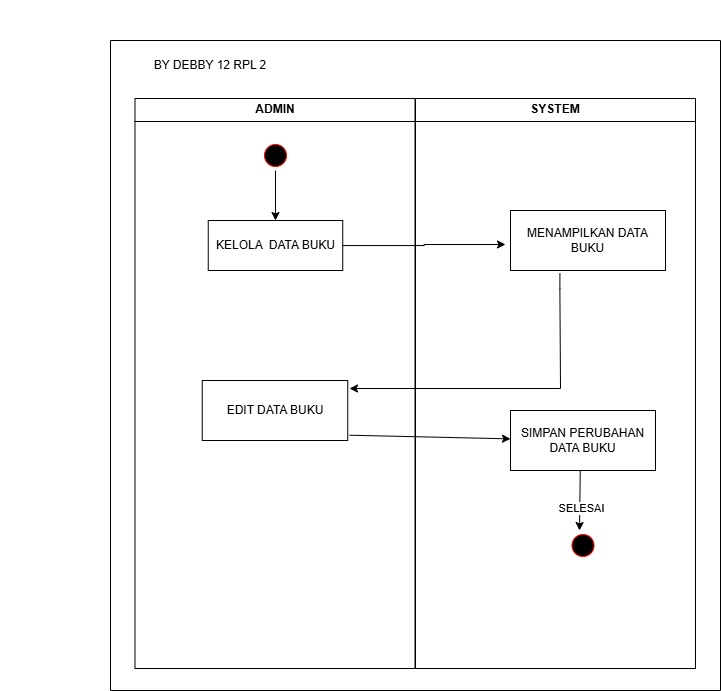 BY DEBBY 12 RPL 2
ADMIN
SYSTEM
KELOLA DATA BUKU
MENAMPILKAN DATA
BUKU
EDIT DATA BUKU
SIMPAN PERUBAHAN
DATA BUKU
SELESAI